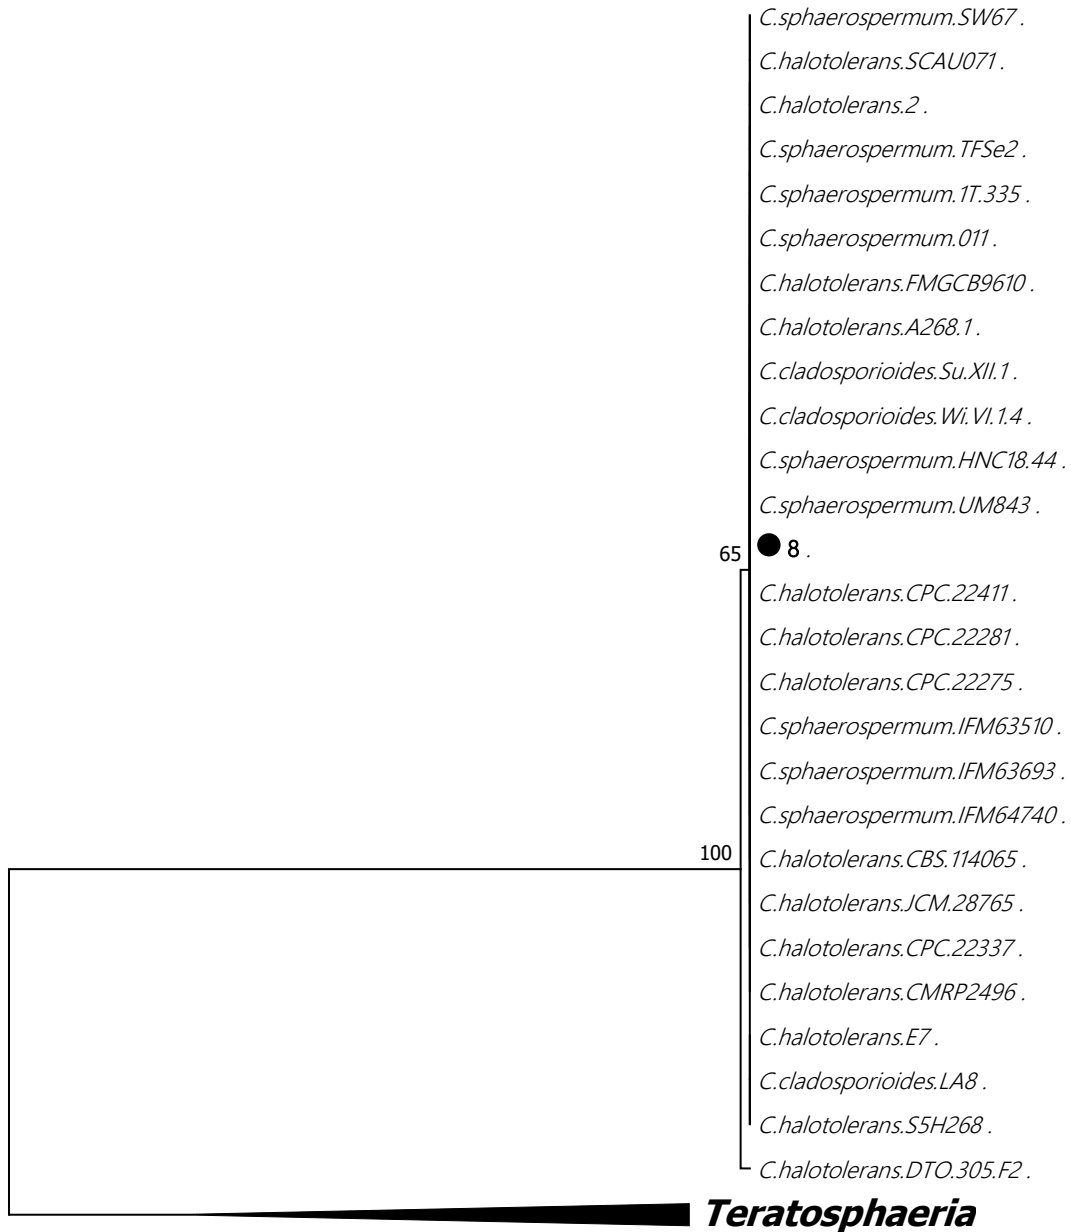 C.sphaerospermum.SW67 .
C.halotolerans.SCAU071 .
C.halotolerans.2 .
C.sphaerospermum.TFSe2 .
C.sphaerospermum.1T.335 .
C.sphaerospermum.011 .
C.halotolerans.FMGCB9610 .
C.halotolerans.A268.1 .
C.cladosporioides.Su.XII.1 .
C.cladosporioides.Wi.VI.1.4 .
C.sphaerospermum.HNC18.44 .
C.sphaerospermum.UM843 .
65 8 .
C.halotolerans.CPC.22411 .
C.halotolerans.CPC.22281 .
C.halotolerans.CPC.22275 .
C.sphaerospermum.IFM63510 .
C.sphaerospermum.IFM63693 .
C.sphaerospermum.IFM64740 .
100 C.halotolerans.CBS.114065 .
C.halotolerans.JCM.28765 .
C.halotolerans.CPC.22337 .
C.halotolerans.CMRP2496 .
C.halotolerans.E7 .
C.cladosporioides.LA8 .
C.halotolerans.S5H268 .
C.halotolerans.DTO.305.F2 .
Teratosphaeria